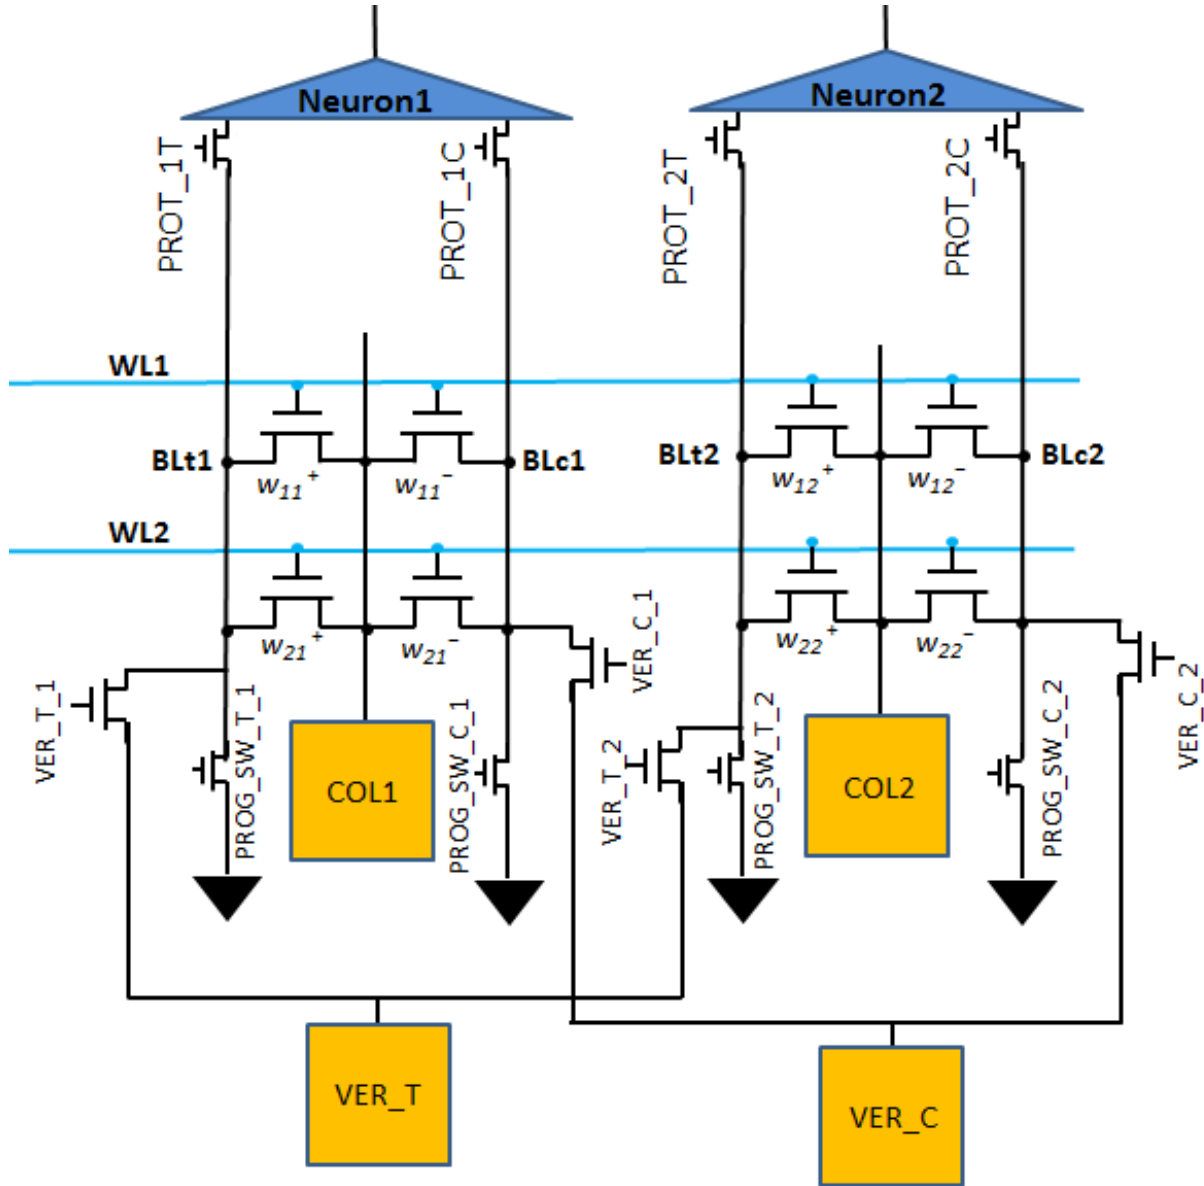 Neuron1
Neuron2
PROT_1T
PROT_1C
PROT_2T
PROT_2C
WL1
BLt1
w11+
w11−
BLc1
BLt2
w12+
w12−
BLc2
WL2
w21+
w21−
w22+
w22−
VER_T_1
PROG_SW_T_1
COL1
PROG_SW_C_1
VER_C_1
VER_T_2
PROG_SW_T_2
COL2
PROG_SW_C_2
VER_C_2
VER_T
VER_C